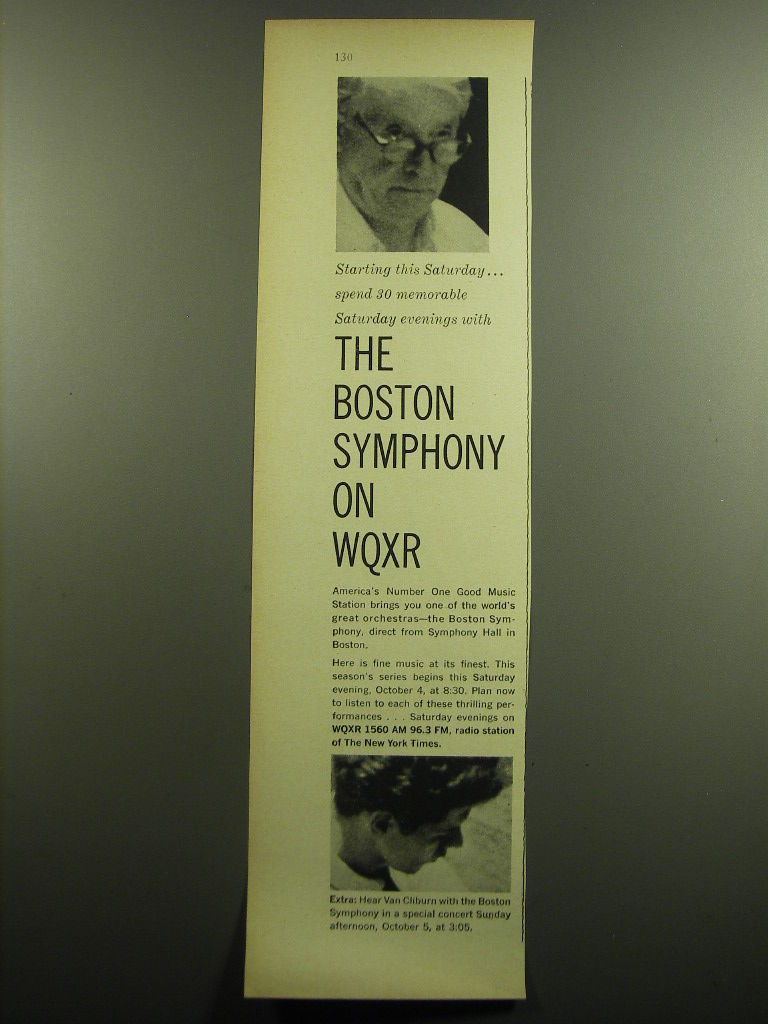 130
Starting this Saturday...
spend 30 memorable
Saturday evenings with
THE
BOSTON
SYMPHONY
ON
WQXR
America's Number One Good Music
Station brings you one of the world's
great orchestras—the Boston Sym-
phony, direct from Symphony Hall in
Boston.
Here is fine music at its finest. This
season's series begins this Saturday
evening, October 4, at 8:30. Plan now
to listen to each of these thrilling per-
formances . . . Saturday evenings on
WQXR 1560 AM 96.3 FM, radio station
of The New York Times.
Extra: Hear Van Cliburn with the Boston
Symphony in a special concert Sunday
afternoon, October 5, at 3:05.